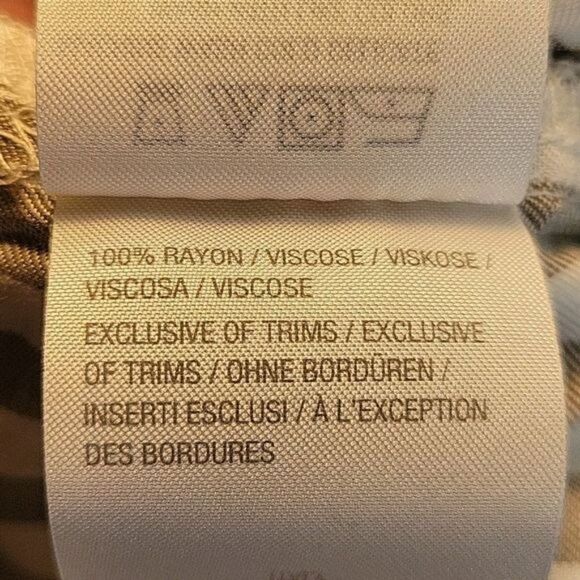 100% RAYON / VISCOSE / VISKOSE /
VISCOSA / VISCOSE
EXCLUSIVE OF TRIMS / EXCLUSIVE
OF TRIMS / OHNE BORDÜREN /
INSERTI ESCLUSI / À L'EXCEPTION
DES BORDURES